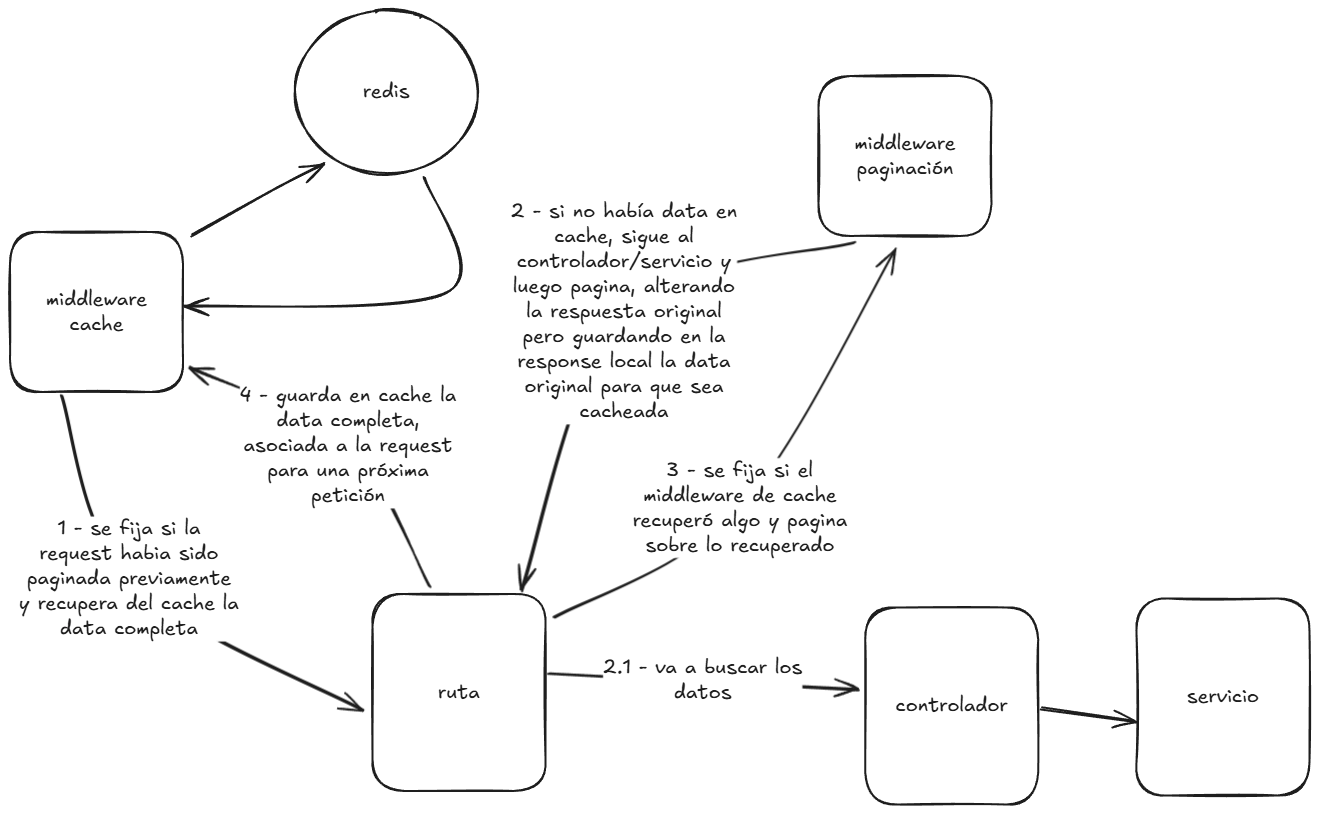 redis
middleware
paginación
middleware
cache
2 - si no había data en
cache, sigue al
controlador/servicio y
luego pagina, alterando
la respuesta original
pero guardando en la
response local la data
original para que sea
cacheada
4 - guarda en cache la
data completa,
asociada a la request
para una próxima
petición
3 - se fija si el
middleware de cache
recuperó algo y pagina
sobre lo recuperado
1 - se fija si la
request habia sido
paginada previamente
y recupera del cache la
data completa
ruta
2.1 - va a buscar los
datos
controlador
servicio